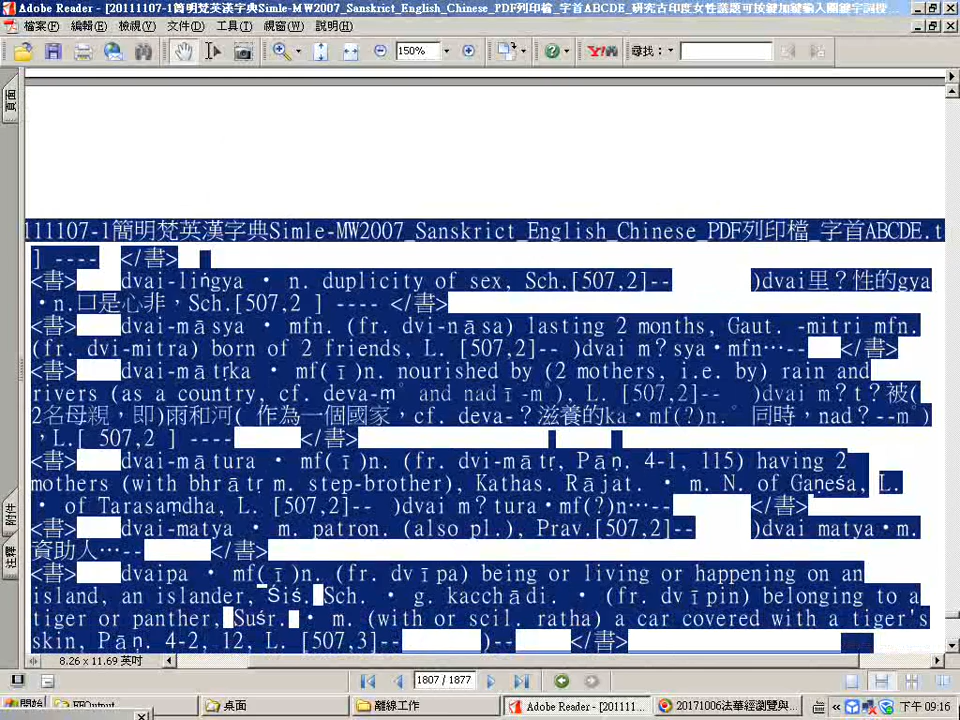 Adobe Reader - [20111107-1簡明梵英漢字典Simle-MW2007_Sanskrict_English_Chinese_PDF列印檔_字首ABCDE_研究古印度女性議題可按鍵加鍵輸入關鍵字詞搜
檔案(F) 編輯(E) 檢視(V) 文件(D) 工具(T) 視窗(W) 說明(H)
150% Y! 尋找:
頁面
111107-1簡明梵英漢字典Simle-MW2007_Sanskrict_English_Chinese_PDF列印檔_字首ABCDE.t
] ---- </書>
<書> dvai-liṅgya · n. duplicity of sex, Sch.[507,2]-- )dvai里？性的gya
·n.口是心非，Sch.[507,2 ] ---- </書>
<書> dvai-māsya · mfn. (fr. dvi-nāsa) lasting 2 months, Gaut. -mitri mfn.
(fr. dvi-mitra) born of 2 friends, L. [507,2]-- )dvai m？sya·mfn…-- </書>
<書> dvai-mātṛka · mf(ī)n. nourished by (2 mothers, i.e. by) rain and
rivers (as a country, cf. deva-m° and nadī-m°), L. [507,2]-- )dvai m？t？被(
2名母親，即)雨和河( 作為一個國家，cf. deva-？滋養的ka·mf(?)n.° 同時，nad？--m°)
，L.[ 507,2 ] ---- </書>
<書> dvai-mātura · mf(ī)n. (fr. dvi-mātṛ, Pāṇ. 4-1, 115) having 2
mothers (with bhrātṛ m. step-brother), Kathas. Rājat. · m. N. of Gaṇeśa, L.
· of Tarasaṃdha, L. [507,2]-- )dvai m？tura·mf(?)n…-- </書>
<書> dvai-matya · m. patron. (also pl.), Prav.[507,2]-- )dvai matya·m.
資助人…-- </書>
<書> dvaipa · mf(ī)n. (fr. dvīpa) being or living or happening on an
island, an islander, Śiś. Sch. · g. kacchādi. · (fr. dvīpin) belonging to a
tiger or panther, Suśr. · m. (with or scil. ratha) a car covered with a tiger's
skin, Pāṇ. 4-2, 12, L. [507,3]-- )-- </書>
附件
注釋
8.26 x 11.69 英吋
1807 / 1877
開始 FFOutput 桌面 離線工作 Adobe Reader - [2011... 20171006法華經瀏覽與... 下午 09:16